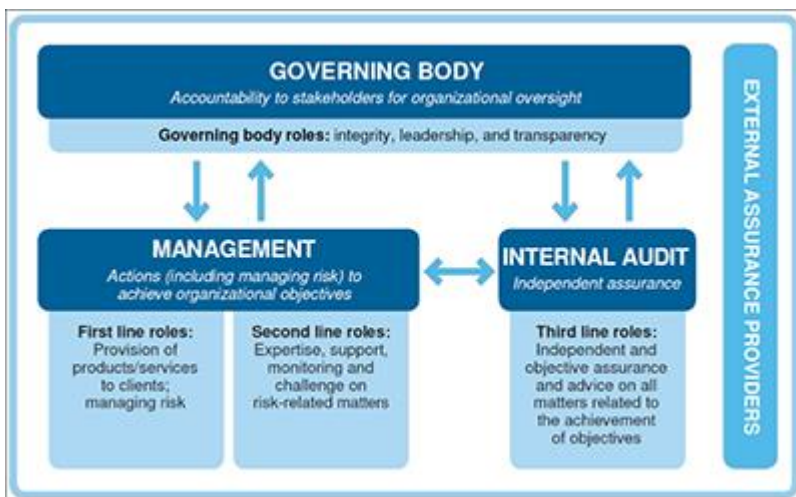 GOVERNING BODY
Accountability to stakeholders for organizational oversight
Governing body roles: integrity, leadership, and transparency
MANAGEMENT
Actions (including managing risk) to
achieve organizational objectives
First line roles:
Provision of
products/services
to clients;
managing risk
Second line roles:
Expertise, support,
monitoring and
challenge on
risk-related matters
INTERNAL AUDIT
Independent assurance
Third line roles:
Independent and
objective assurance
and advice on all
matters related to
the achievement
of objectives
EXTERNAL ASSURANCE PROVIDERS